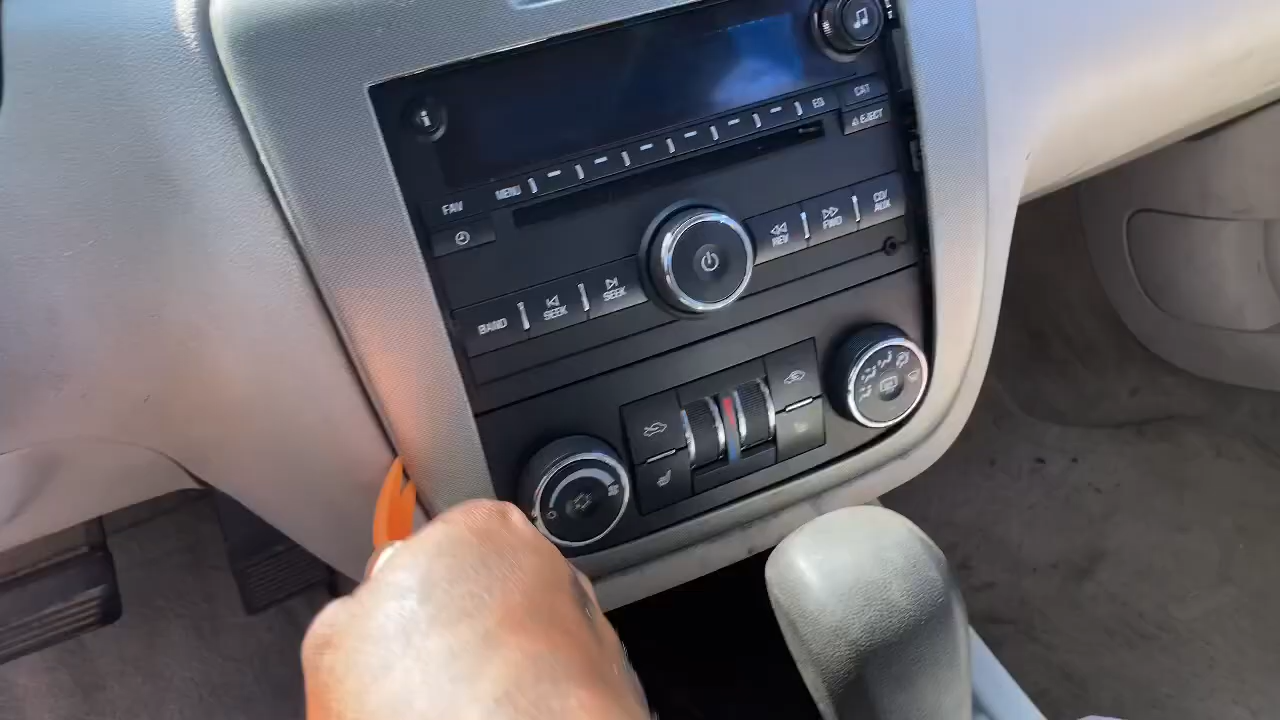 i
CAT
EJECT
FAV MENU EQ
BAND SEEK SEEK REV FWD CD/
AUX